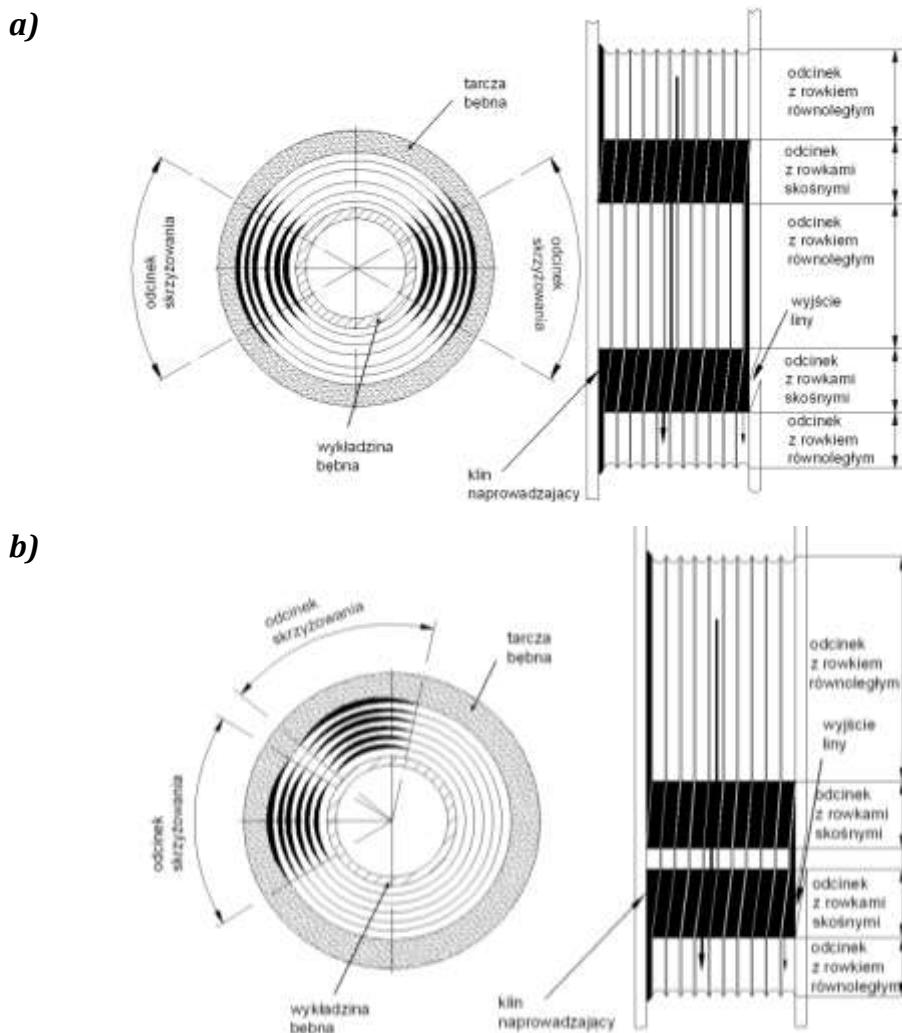 a)
tarcza
bębna
odcinek
skrzyżowania
odcinek
skrzyżowania
wykładzina
bębna
klin
naprowadzający
odcinek
z rowkiem
równoległym
odcinek
z rowkami
skośnymi
odcinek
z rowkiem
równoległym
wyjście
liny
odcinek
z rowkami
skośnymi
odcinek
z rowkiem
równoległym
b)
odcinek
skrzyżowania
tarcza
bębna
odcinek
skrzyżowania
wykładzina
bębna
klin
naprowadzający
odcinek
z rowkiem
równoległym
wyjście
liny
odcinek
z rowkami
skośnymi
odcinek
z rowkami
skośnymi
odcinek
z rowkiem
równoległym